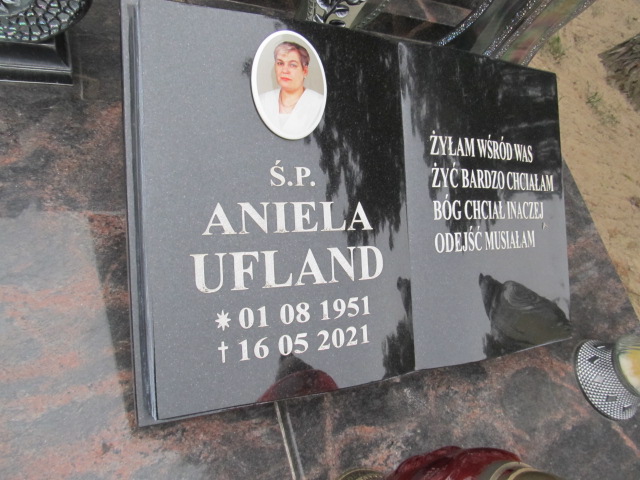 Ś.P.
ANIELA
UFLAND
* 01 08 1951
† 16 05 2021
ŻYŁAM WŚRÓD WAS
ŻYĆ BARDZO CHCIAŁAM
BÓG CHCIAŁ INACZEJ
ODEJŚĆ MUSIAŁAM